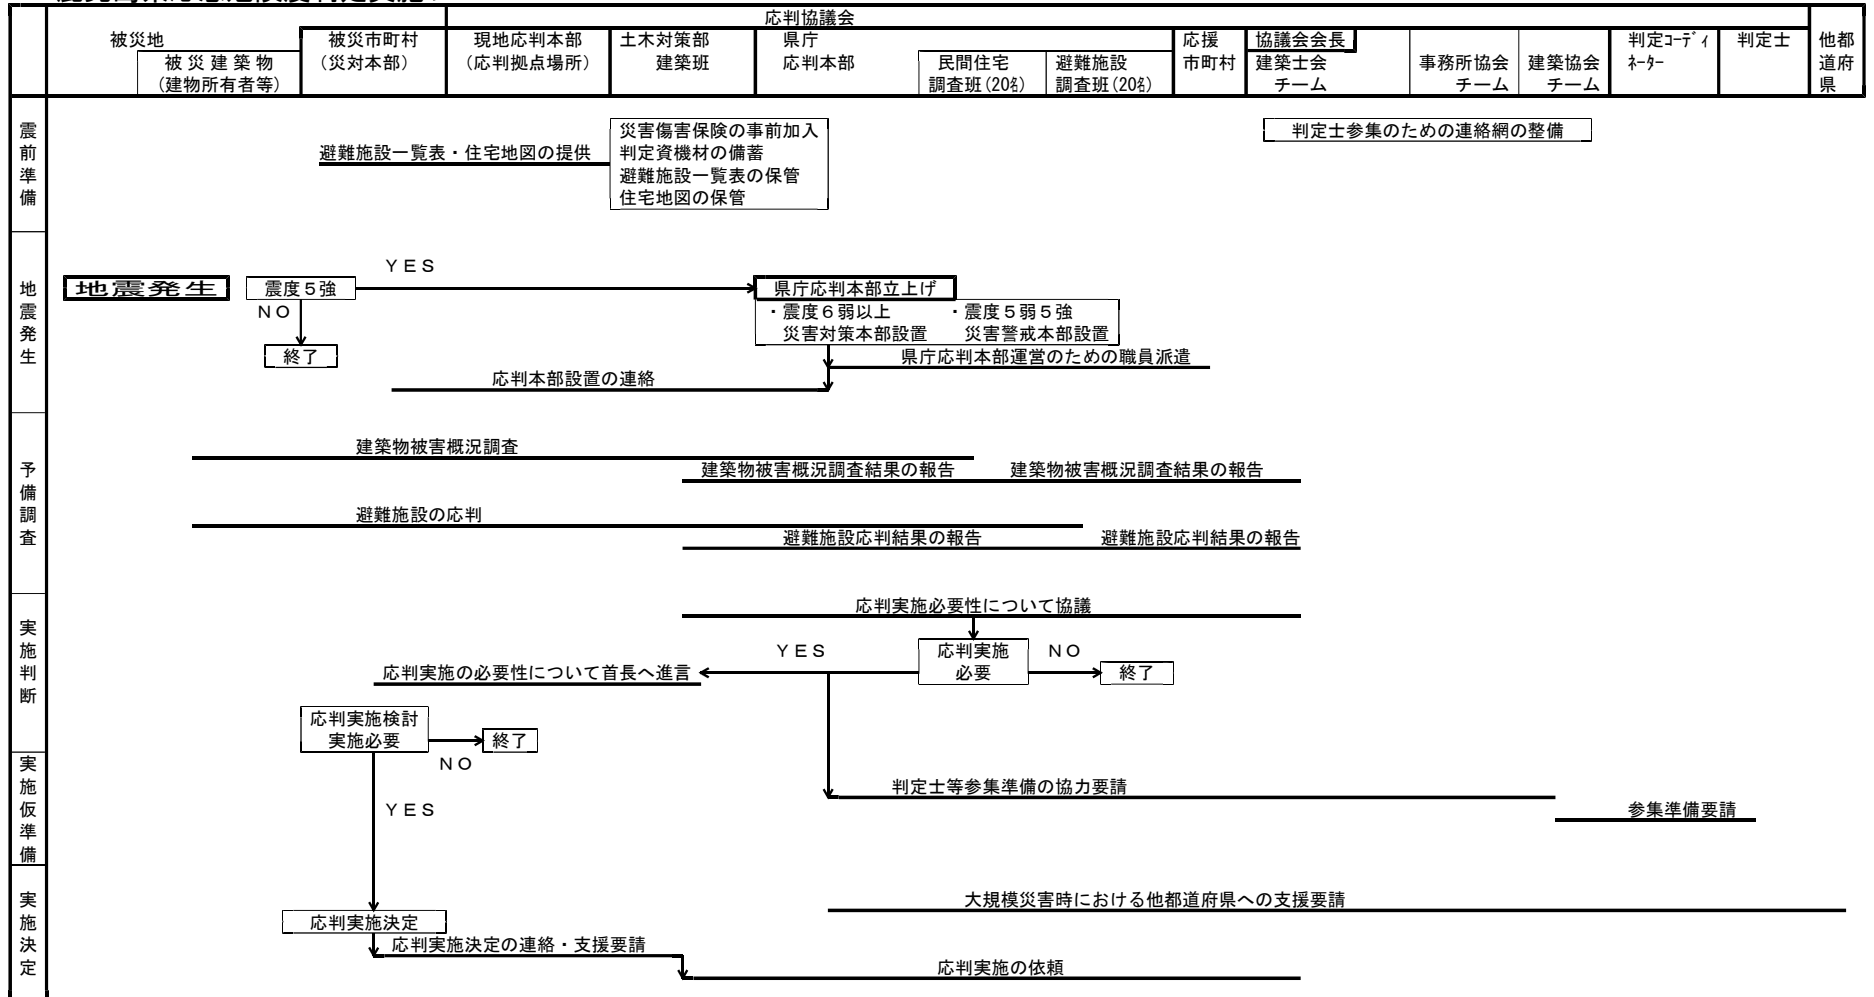 応判協議会
被災地
被災建築物
(建物所有者等)
被災市町村
(災対本部)
現地応判本部
(応判拠点場所)
土木対策部
建築班
県庁
応判本部
民間住宅
調査班(20名)
避難施設
調査班(20名)
応援
市町村
協議会会長
建築士会
チーム
事務所協会
チーム
建築協会
チーム
判定コーディ
ネーター
判定士
他都
道府
県
震前準備
避難施設一覧表・住宅地図の提供
災害傷害保険の事前加入
判定資機材の備蓄
避難施設一覧表の保管
住宅地図の保管
判定士参集のための連絡網の整備
地震発生
地震発生
震度5強
YES
NO
終了
県庁応判本部立上げ
・震度6弱以上
災害対策本部設置
・震度5弱5強
災害警戒本部設置
県庁応判本部運営のための職員派遣
応判本部設置の連絡
予備調査
建築物被害概況調査
建築物被害概況調査結果の報告
建築物被害概況調査結果の報告
避難施設の応判
避難施設応判結果の報告
避難施設応判結果の報告
実施判断
応判実施必要性について協議
応判実施
必要
YES
NO
終了
応判実施の必要性について首長へ進言
応判実施検討
実施必要
終了
NO
YES
実施仮準備
判定士等参集準備の協力要請
参集準備要請
実施決定
大規模災害時における他都道府県への支援要請
応判実施決定
応判実施決定の連絡・支援要請
応判実施の依頼